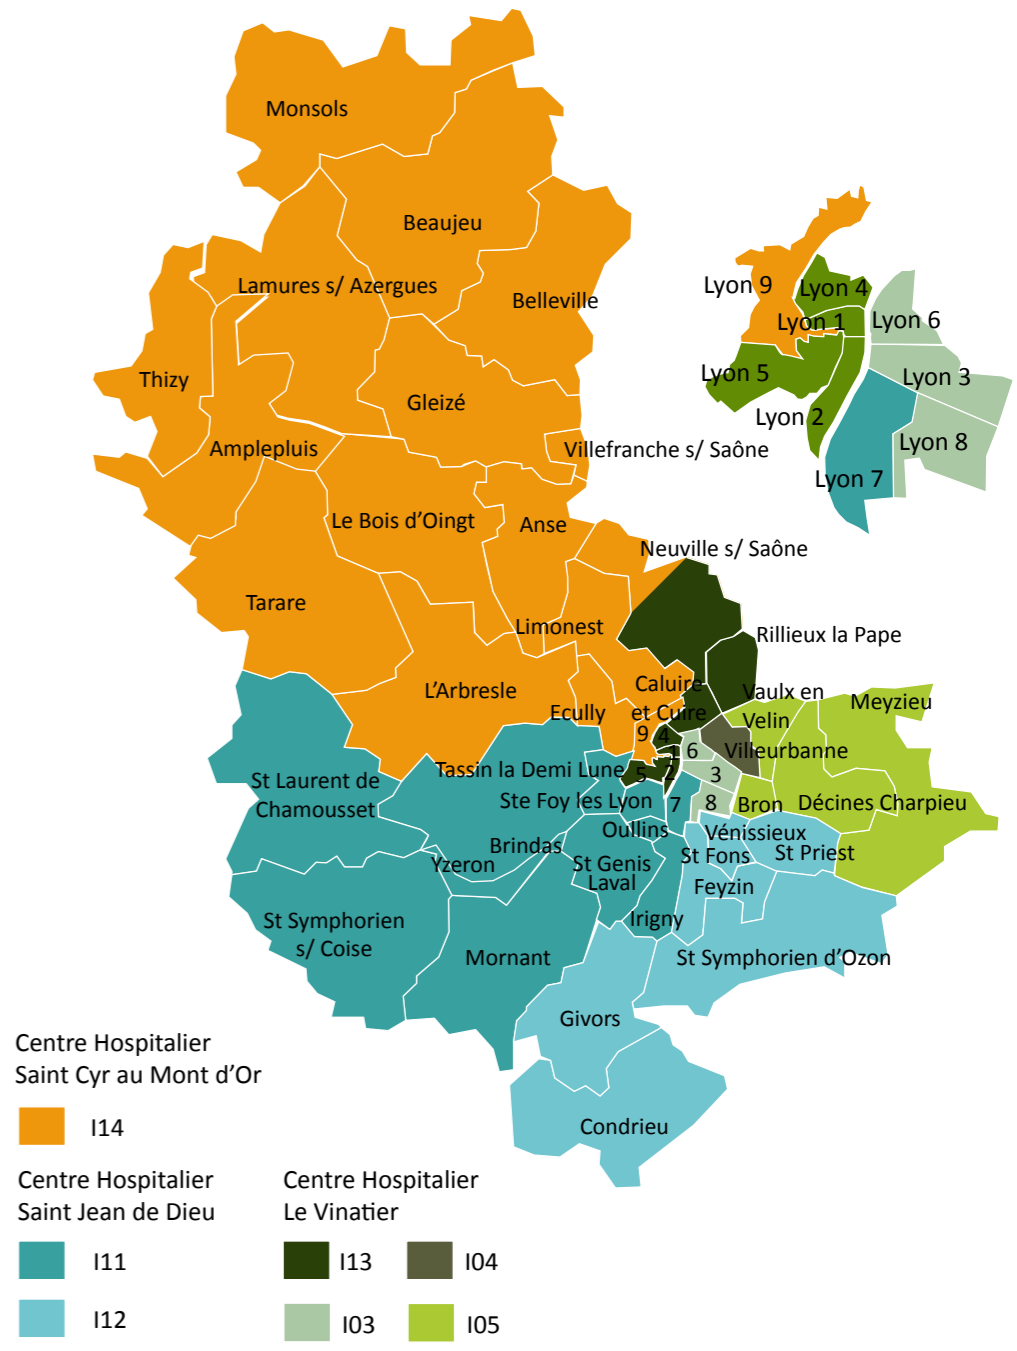 Monsols
Beaujeu
Lamures s/ Azergues
Belleville
Thizy
Gleizé
Amplepluis
Villefranche s/ Saône
Le Bois d'Oingt
Anse
Neuville s/ Saône
Tarare
Limonest
Rillieux la Pape
L'Arbresle
Caluire
et Cuire
Ecully
Vaulx en
Velin
Meyzieu
9
4
1
6
Villeurbanne
St Laurent de
Chamousset
Tassin la Demi Lune
5
2
3
Ste Foy les Lyon
7
8
Bron
Décines Charpieu
Oullins
Vénissieux
Brindas
Yzeron
St Genis
Laval
St Fons
St Priest
Feyzin
St Symphorien
s/ Coise
Irigny
Mornant
St Symphorien d'Ozon
Givors
Condrieu
Lyon 9
Lyon 4
Lyon 1
Lyon 6
Lyon 5
Lyon 3
Lyon 2
Lyon 8
Lyon 7
Centre Hospitalier
Saint Cyr au Mont d'Or
I14
Centre Hospitalier
Saint Jean de Dieu
I11
I12
Centre Hospitalier
Le Vinatier
I13
I04
I03
I05